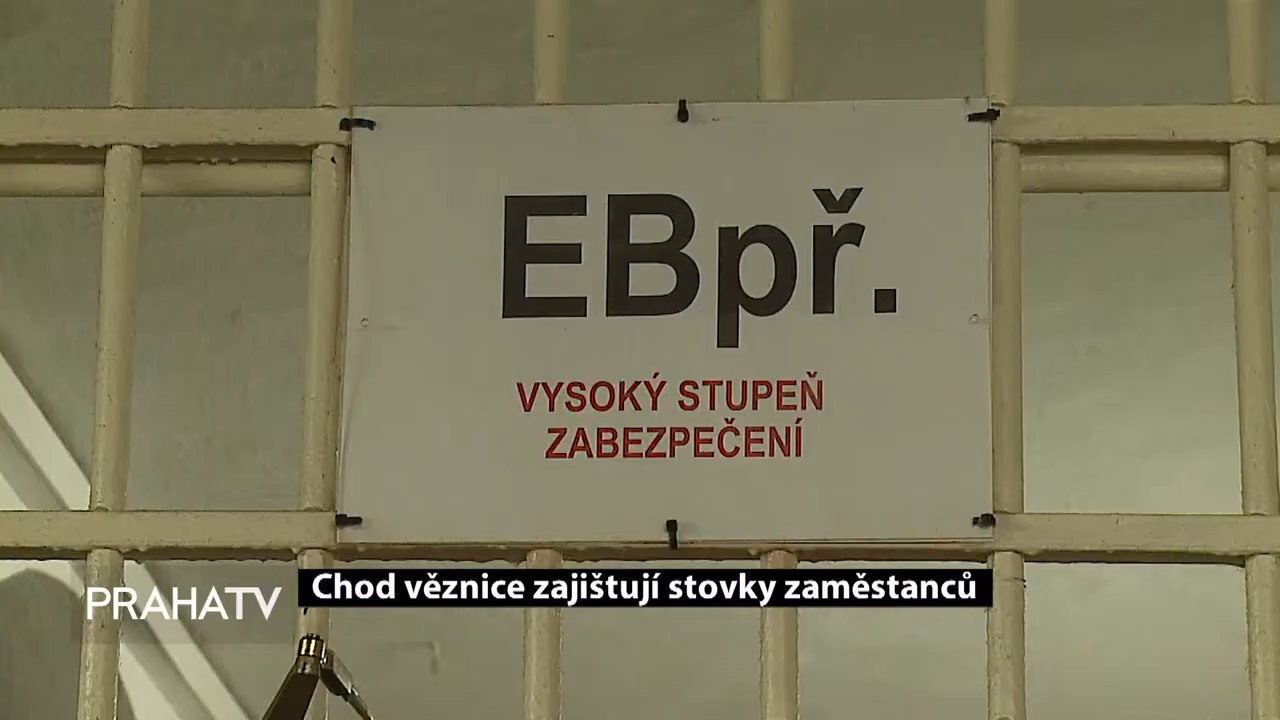 EBpř.
VYSOKÝ STUPEŇ
ZABEZPEČENÍ
Chod věznice zajištují stovky zaměstanců
PRAHATV